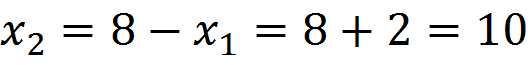 x₂ = 8 − x₁ = 8 + 2 = 10